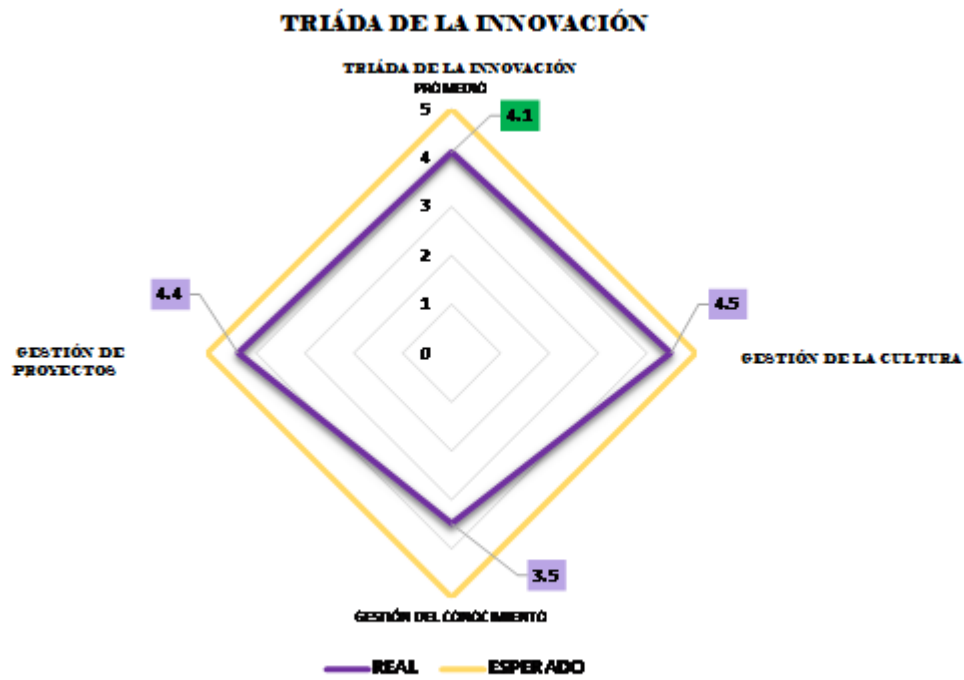 TRIÁDA DE LA INNOVACIÓN
TRIÁDA DE LA INNOVACIÓN
PROMEDIO
5
4.1
4
3
2
4.4
4.5
1
0
GESTIÓN DE
PROYECTOS
GESTIÓN DE LA CULTURA
3.5
GESTIÓN DEL CONOCIMIENTO
REAL
ESPERADO